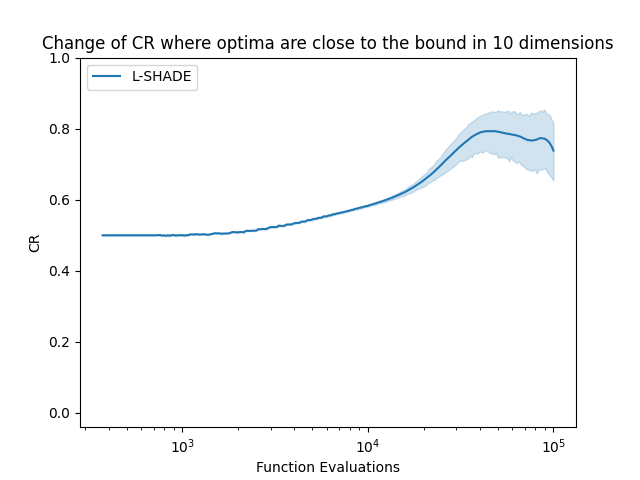 Change of CR where optima are close to the bound in 10 dimensions
L-SHADE
1.0
0.8
0.6
0.4
0.2
0.0
CR
10³
10⁴
10⁵
Function Evaluations